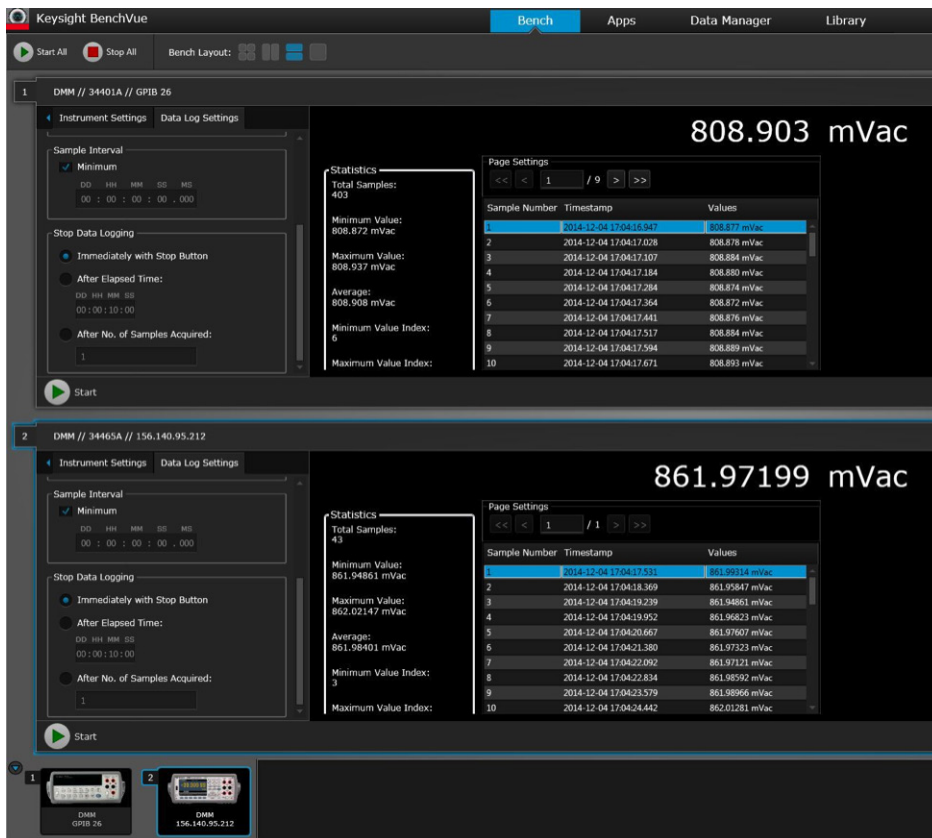 Keysight BenchVue
Bench Apps Data Manager Library
Start All Stop All Bench Layout:
1 DMM // 34401A // GPIB 26
Instrument Settings Data Log Settings
808.903 mVac
Sample Interval
Minimum
DD HH MM SS MS
00 : 00 : 00 : 00 . 000
Stop Data Logging
Immediately with Stop Button
After Elapsed Time:
DD HH MM SS
00 : 00 : 10 : 00
After No. of Samples Acquired:
1
Statistics
Total Samples:
403
Minimum Value:
808.872 mVac
Maximum Value:
808.937 mVac
Average:
808.908 mVac
Minimum Value Index:
6
Maximum Value Index:
Page Settings
<< < 1 / 9 > >>
Sample Number Timestamp Values
1 2014-12-04 17:04:16.947 808.877 mVac
2 2014-12-04 17:04:17.028 808.878 mVac
3 2014-12-04 17:04:17.107 808.884 mVac
4 2014-12-04 17:04:17.184 808.880 mVac
5 2014-12-04 17:04:17.284 808.874 mVac
6 2014-12-04 17:04:17.364 808.872 mVac
7 2014-12-04 17:04:17.441 808.876 mVac
8 2014-12-04 17:04:17.517 808.884 mVac
9 2014-12-04 17:04:17.594 808.889 mVac
10 2014-12-04 17:04:17.671 808.893 mVac
Start
2 DMM // 34465A // 156.140.95.212
Instrument Settings Data Log Settings
861.97199 mVac
Sample Interval
Minimum
DD HH MM SS MS
00 : 00 : 00 : 00 . 000
Stop Data Logging
Immediately with Stop Button
After Elapsed Time:
DD HH MM SS
00 : 00 : 10 : 00
After No. of Samples Acquired:
1
Statistics
Total Samples:
43
Minimum Value:
861.94861 mVac
Maximum Value:
862.02147 mVac
Average:
861.98401 mVac
Minimum Value Index:
3
Maximum Value Index:
Page Settings
<< < 1 / 1 > >>
Sample Number Timestamp Values
1 2014-12-04 17:04:17.531 861.99314 mVac
2 2014-12-04 17:04:18.369 861.95847 mVac
3 2014-12-04 17:04:19.239 861.94861 mVac
4 2014-12-04 17:04:19.952 861.96823 mVac
5 2014-12-04 17:04:20.667 861.97607 mVac
6 2014-12-04 17:04:21.380 861.97323 mVac
7 2014-12-04 17:04:22.092 861.97121 mVac
8 2014-12-04 17:04:22.834 861.98592 mVac
9 2014-12-04 17:04:23.579 861.98966 mVac
10 2014-12-04 17:04:24.442 862.01281 mVac
Start
1 2
DMM
GPIB 26
DMM
156.140.95.212